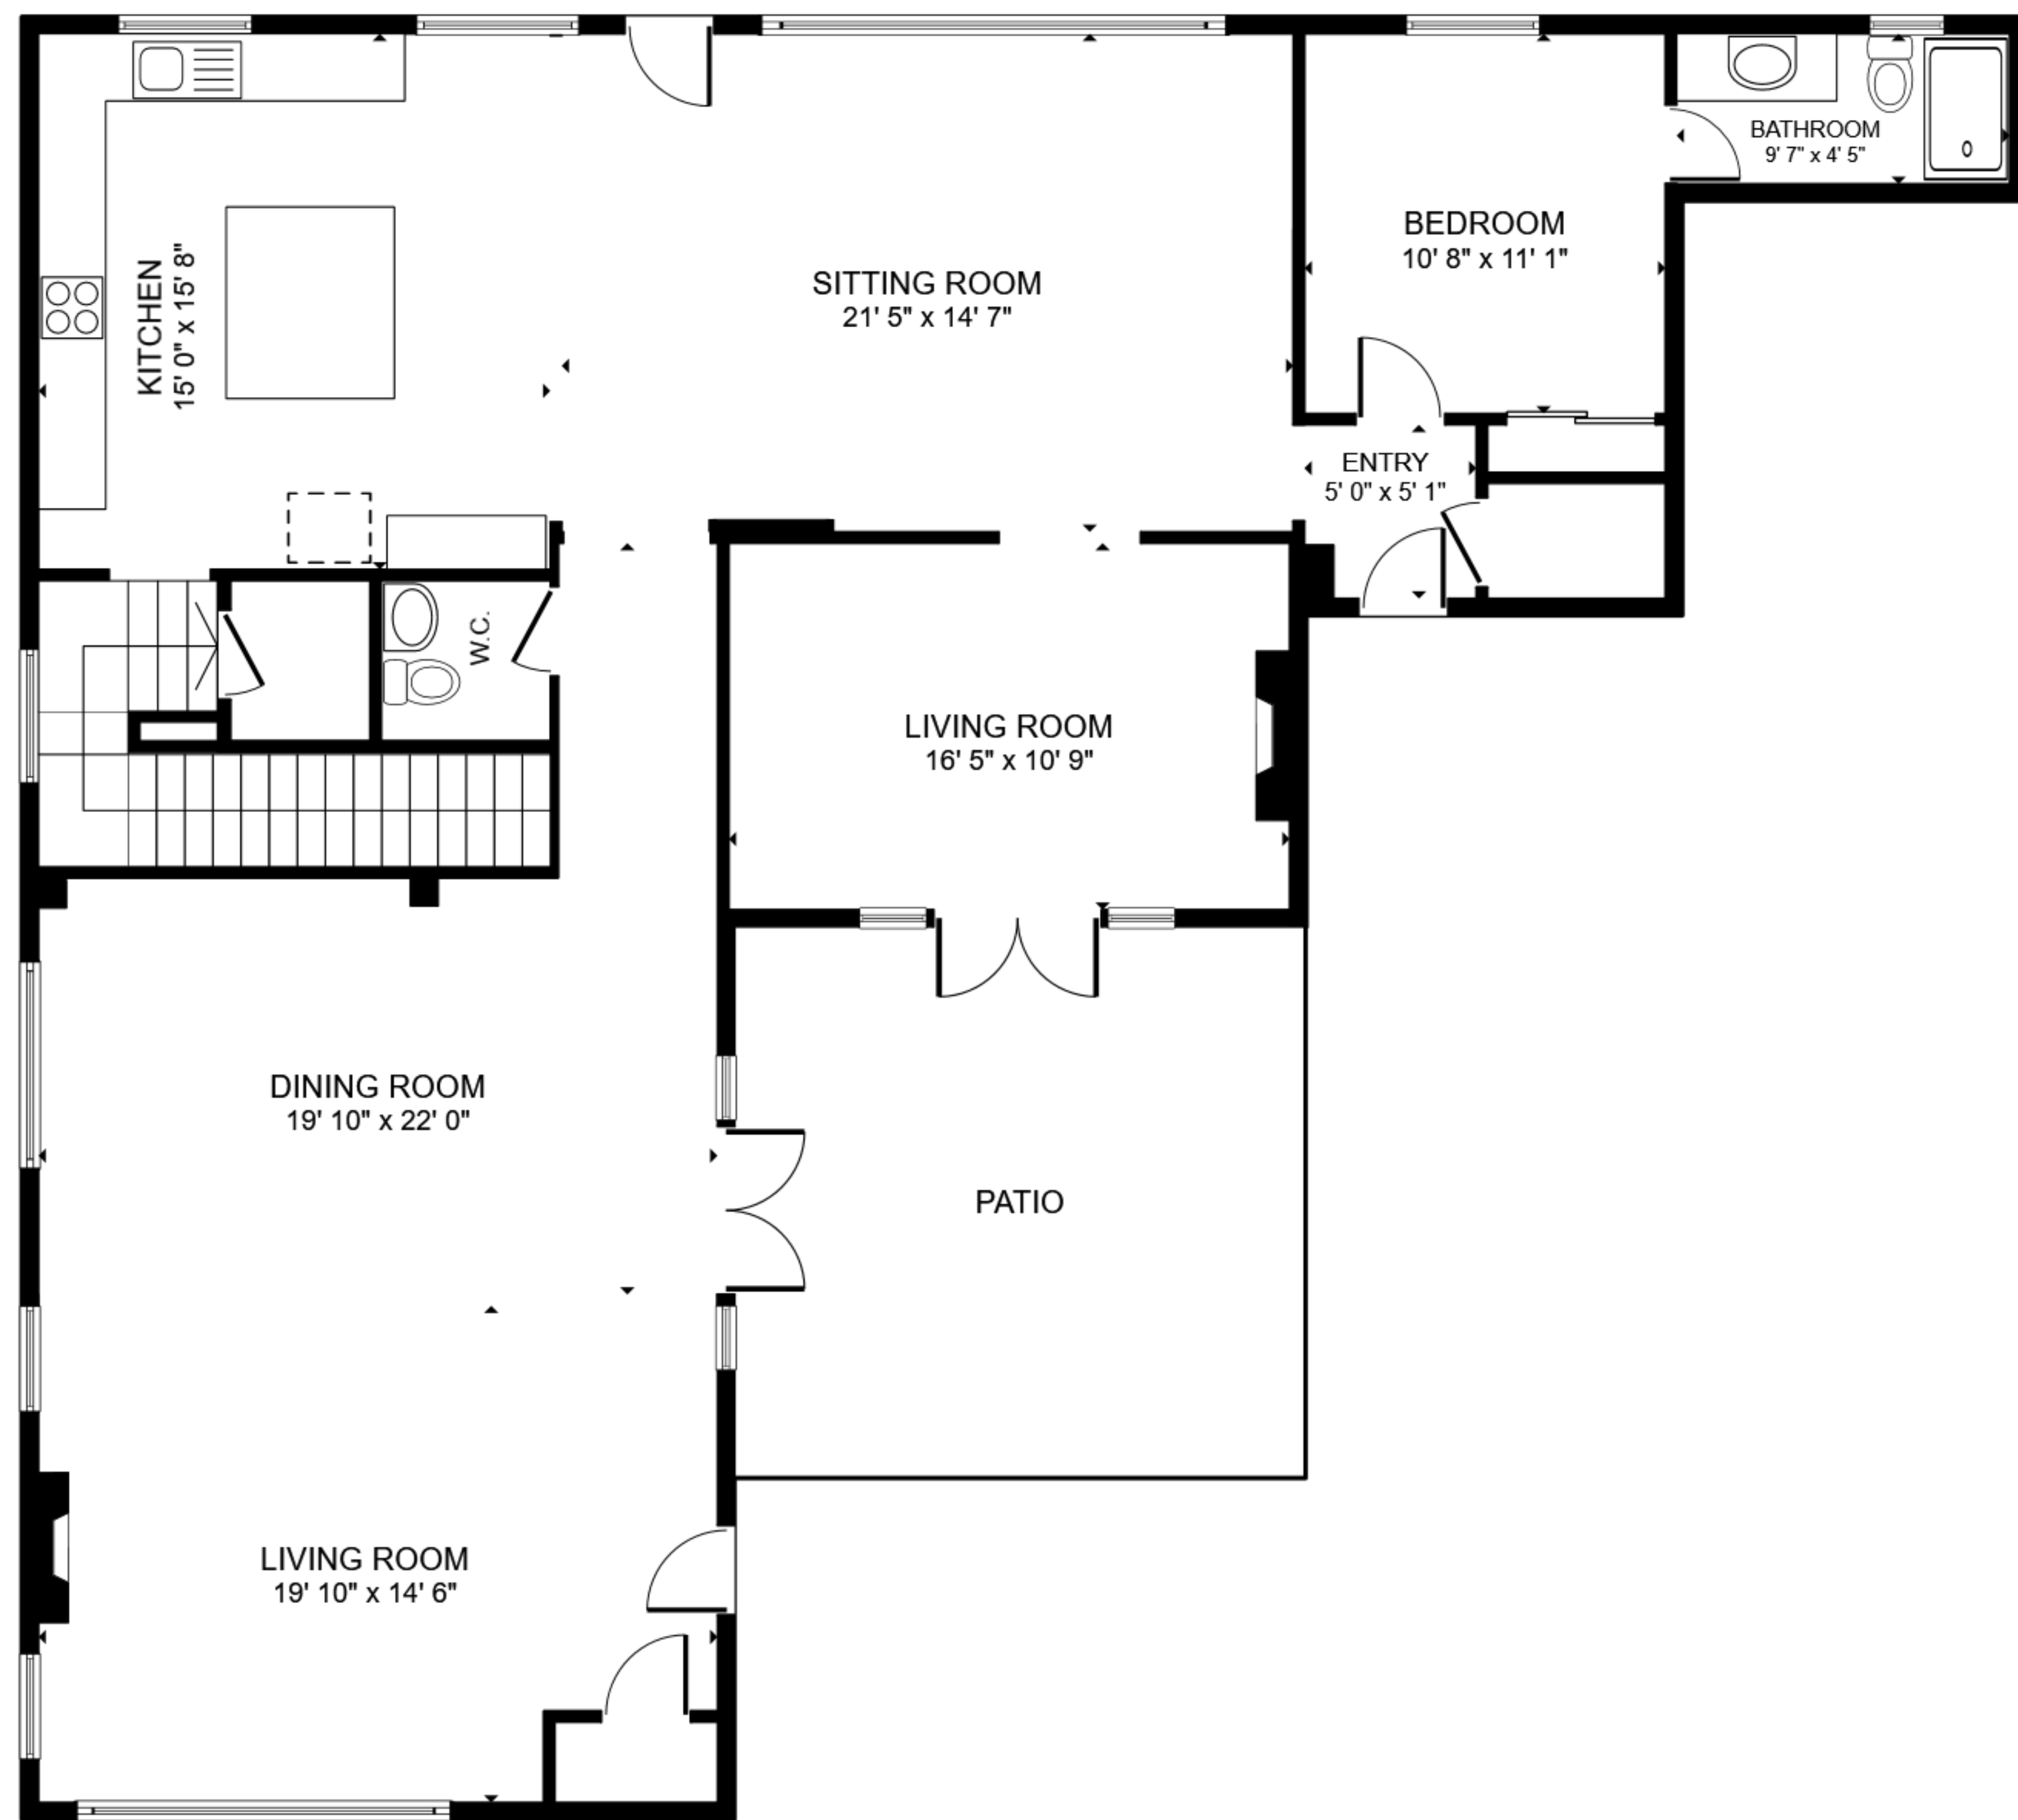 BATHROOM
9' 7" x 4' 5"
BEDROOM
10' 8" x 11' 1"
KITCHEN
15' 0" x 15' 8"
SITTING ROOM
21' 5" x 14' 7"
ENTRY
5' 0" x 5' 1"
W.C.
LIVING ROOM
16' 5" x 10' 9"
DINING ROOM
19' 10" x 22' 0"
PATIO
LIVING ROOM
19' 10" x 14' 6"